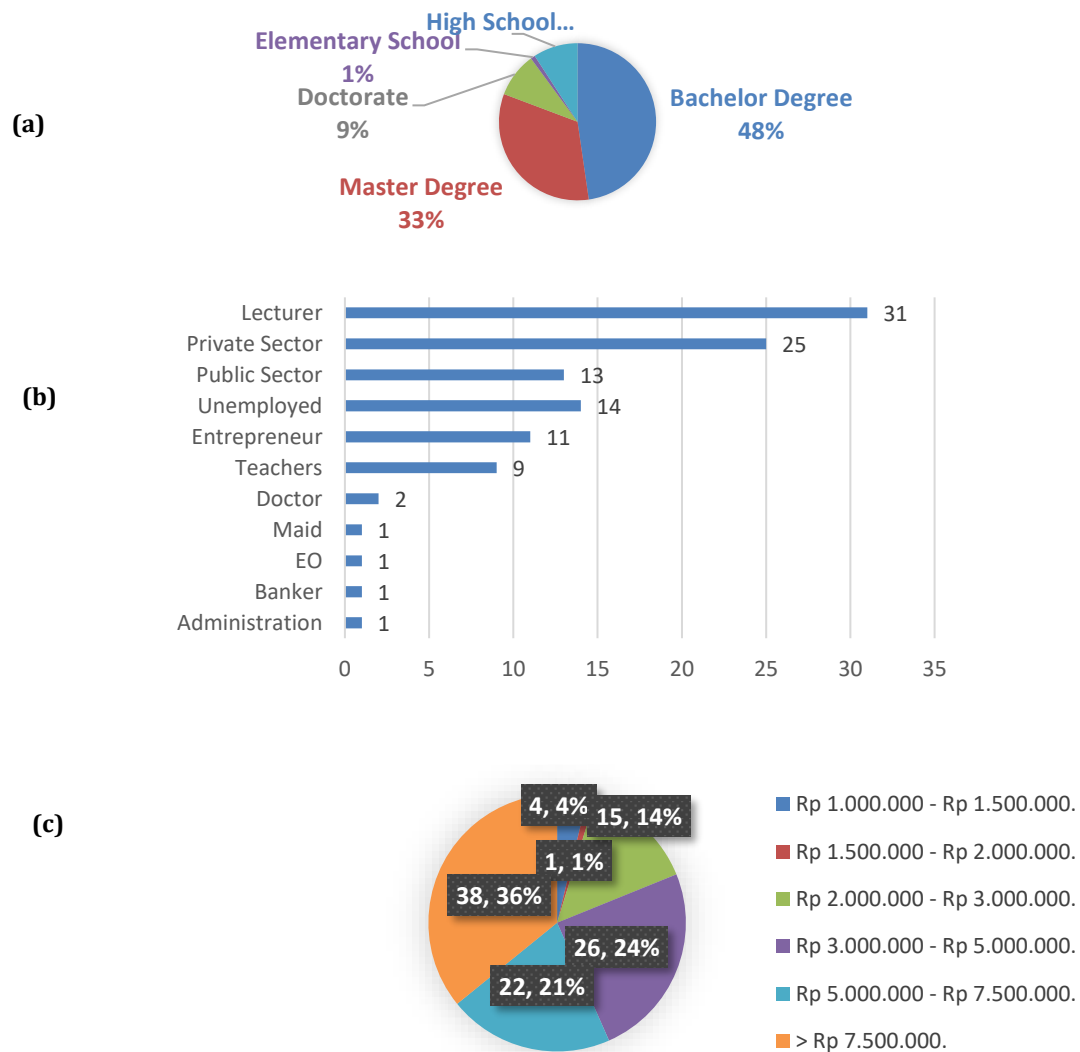 (a)
High School...
Elementary School
1%
Doctorate
9%
Bachelor Degree
48%
Master Degree
33%
(b)
Lecturer 31
Private Sector 25
Public Sector 13
Unemployed 14
Entrepreneur 11
Teachers 9
Doctor 2
Maid 1
EO 1
Banker 1
Administration 1
0 5 10 15 20 25 30 35
(c)
4, 4%
15, 14%
1, 1%
38, 36%
26, 24%
22, 21%
Rp 1.000.000 - Rp 1.500.000.
Rp 1.500.000 - Rp 2.000.000.
Rp 2.000.000 - Rp 3.000.000.
Rp 3.000.000 - Rp 5.000.000.
Rp 5.000.000 - Rp 7.500.000.
> Rp 7.500.000.